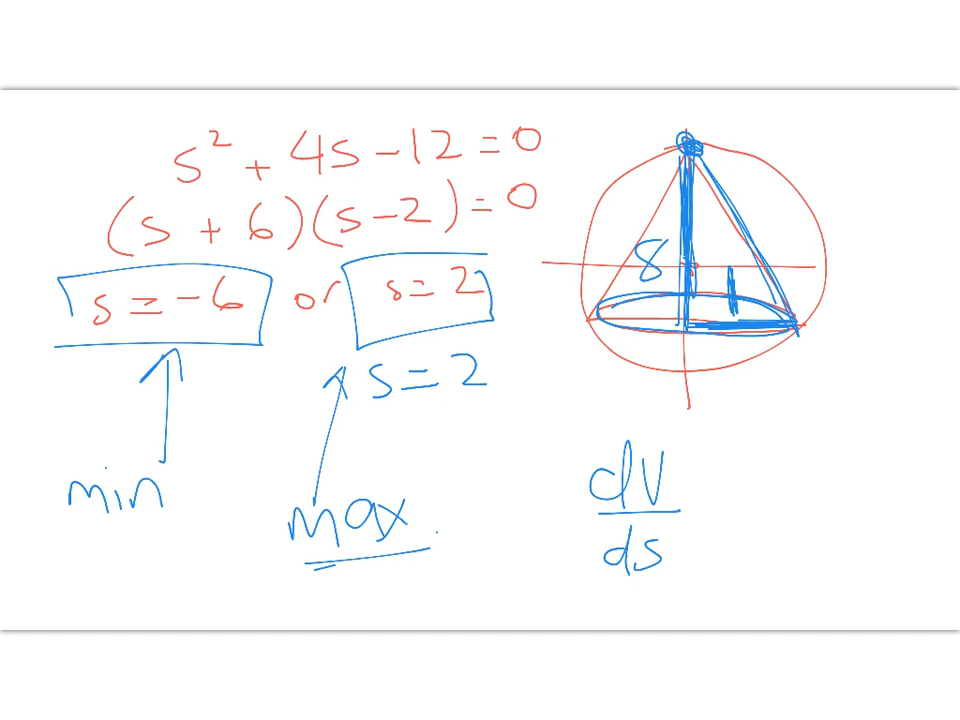 s² + 4s - 12 = 0
(s + 6)(s - 2) = 0
s = -6 or s = 2
s = 2
min
max
8
dV
ds